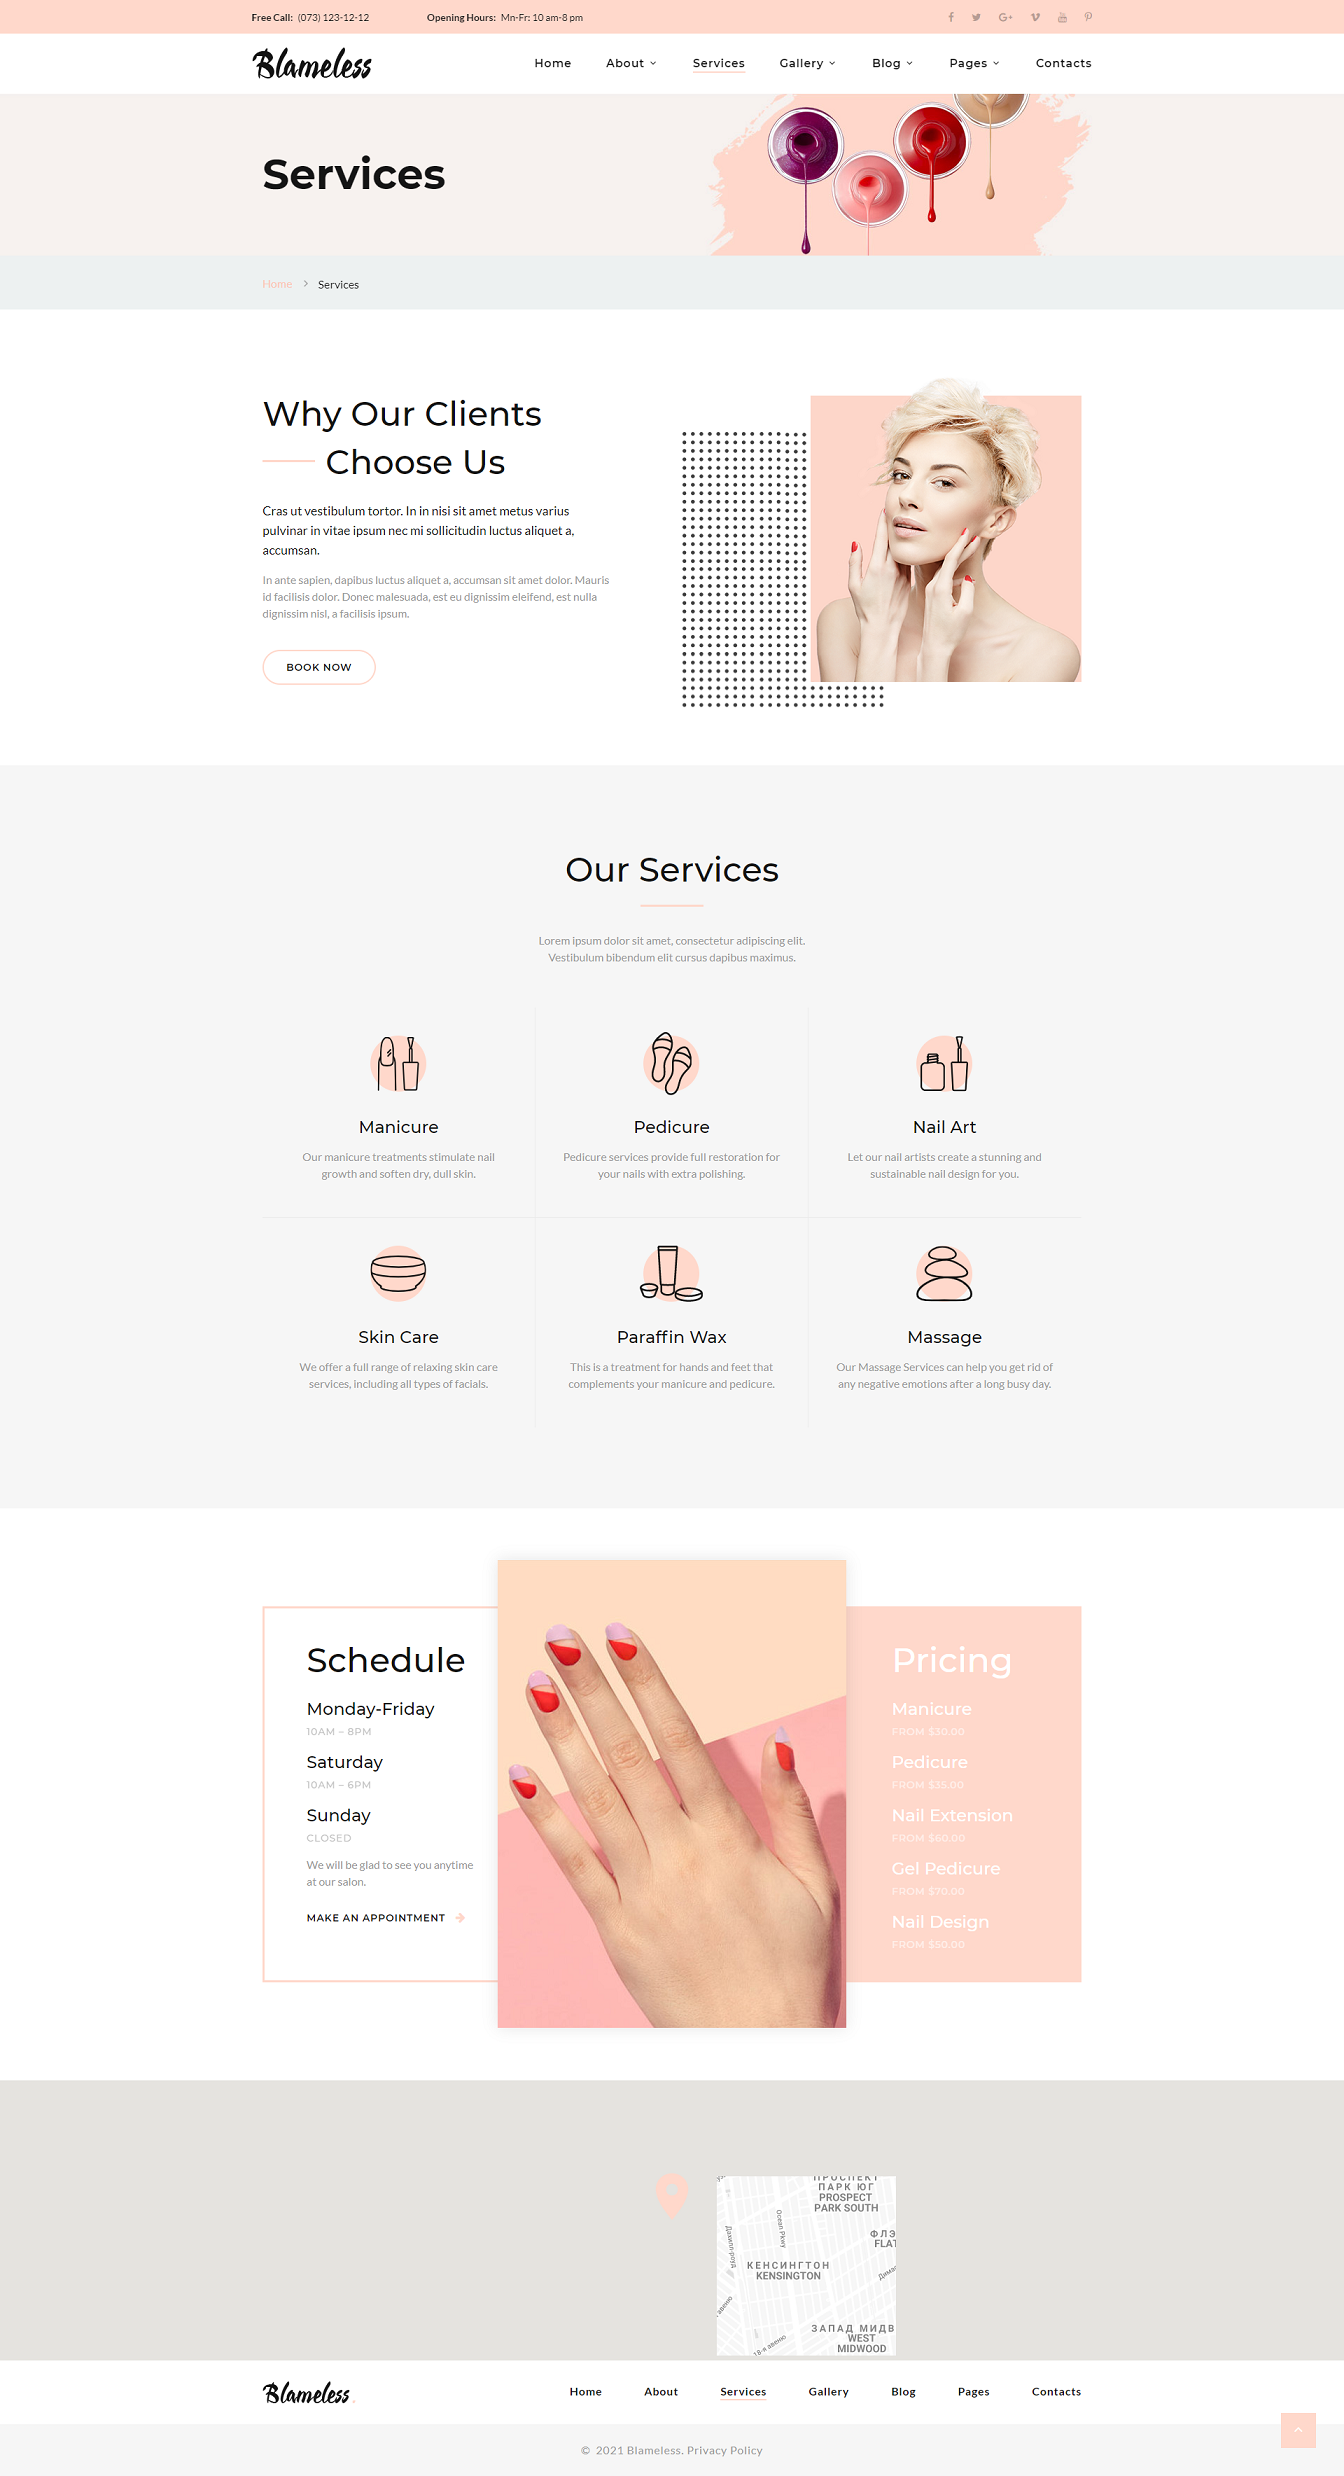 Free Call: (073) 123-12-12
Opening Hours: Mn-Fr: 10 am-8 pm
Blameless
Home
About
Services
Gallery
Blog
Pages
Contacts
Services
Home
Services
Why Our Clients
Choose Us
Cras ut vestibulum tortor. In in nisi sit amet metus varius
pulvinar in vitae ipsum nec mi sollicitudin luctus aliquet a,
accumsan.
In ante sapien, dapibus luctus aliquet a, accumsan sit amet dolor. Mauris
id facilisis dolor. Donec malesuada, est eu dignissim eleifend, est nulla
dignissim nisl, a facilisis ipsum.
BOOK NOW
Our Services
Lorem ipsum dolor sit amet, consectetur adipiscing elit.
Vestibulum bibendum elit cursus dapibus maximus.
Manicure
Our manicure treatments stimulate nail
growth and soften dry, dull skin.
Pedicure
Pedicure services provide full restoration for
your nails with extra polishing.
Nail Art
Let our nail artists create a stunning and
sustainable nail design for you.
Skin Care
We offer a full range of relaxing skin care
services, including all types of facials.
Paraffin Wax
This is a treatment for hands and feet that
complements your manicure and pedicure.
Massage
Our Massage Services can help you get rid of
any negative emotions after a long busy day.
Schedule
Monday-Friday
10AM – 8PM
Saturday
10AM – 6PM
Sunday
CLOSED
We will be glad to see you anytime
at our salon.
MAKE AN APPOINTMENT
Pricing
Manicure
FROM $30.00
Pedicure
FROM $35.00
Nail Extension
FROM $60.00
Gel Pedicure
FROM $70.00
Nail Design
FROM $50.00
ПРОСПЕКТ
ПАРК ЮГ
PROSPECT
PARK SOUTH
Ocean Pkwy
ФЛЭ
FLAT
КЕНСИНГТОН
KENSINGTON
ЗАПАД МИДВ
WEST
MIDWOOD
18-я авеню
Blameless.
Home
About
Services
Gallery
Blog
Pages
Contacts
© 2021 Blameless. Privacy Policy